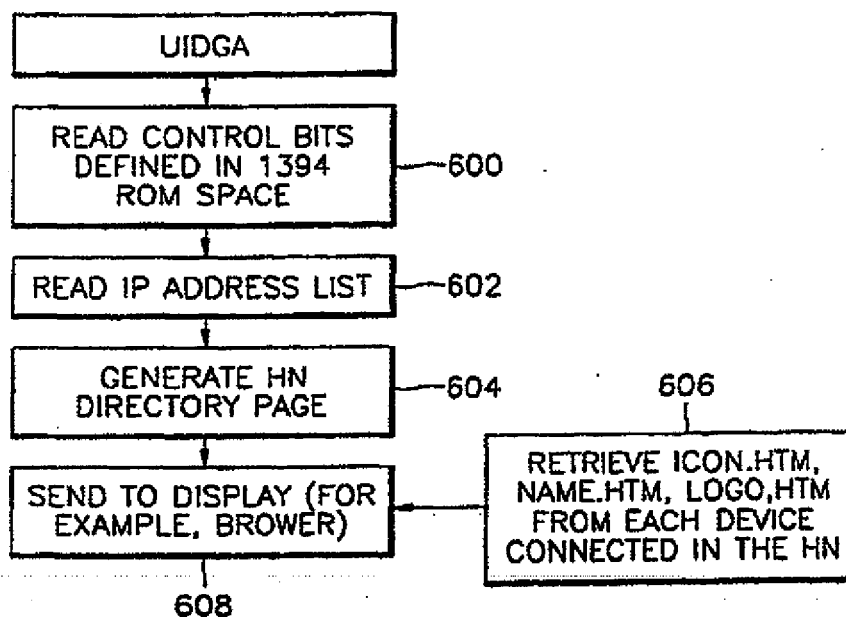 UIDGA
READ CONTROL BITS
DEFINED IN 1394
ROM SPACE
600
READ IP ADDRESS LIST
602
GENERATE HN
DIRECTORY PAGE
604
606
RETRIEVE ICON.HTM,
NAME.HTM, LOGO,HTM
FROM EACH DEVICE
CONNECTED IN THE HN
SEND TO DISPLAY (FOR
EXAMPLE, BROWER)
608